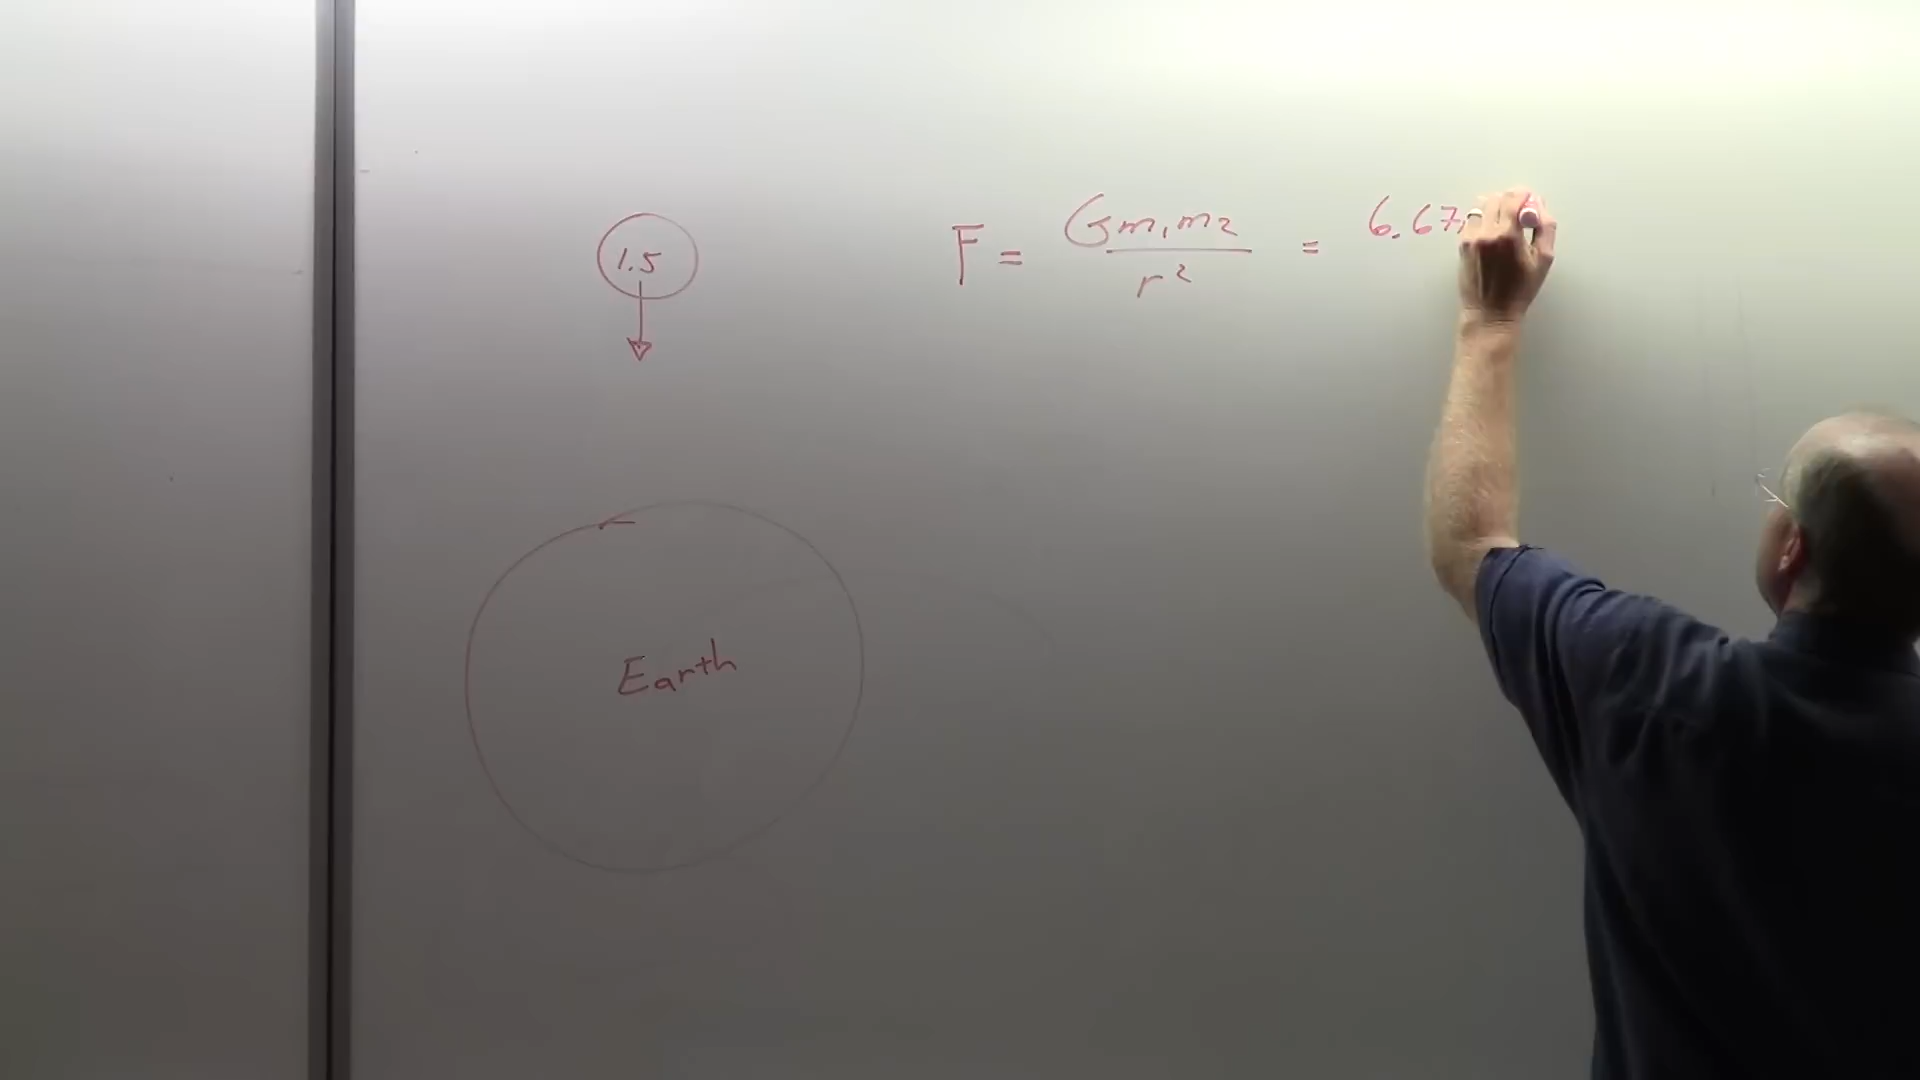 1.5
F = Gm₁m₂ / r² = 6.67
Earth